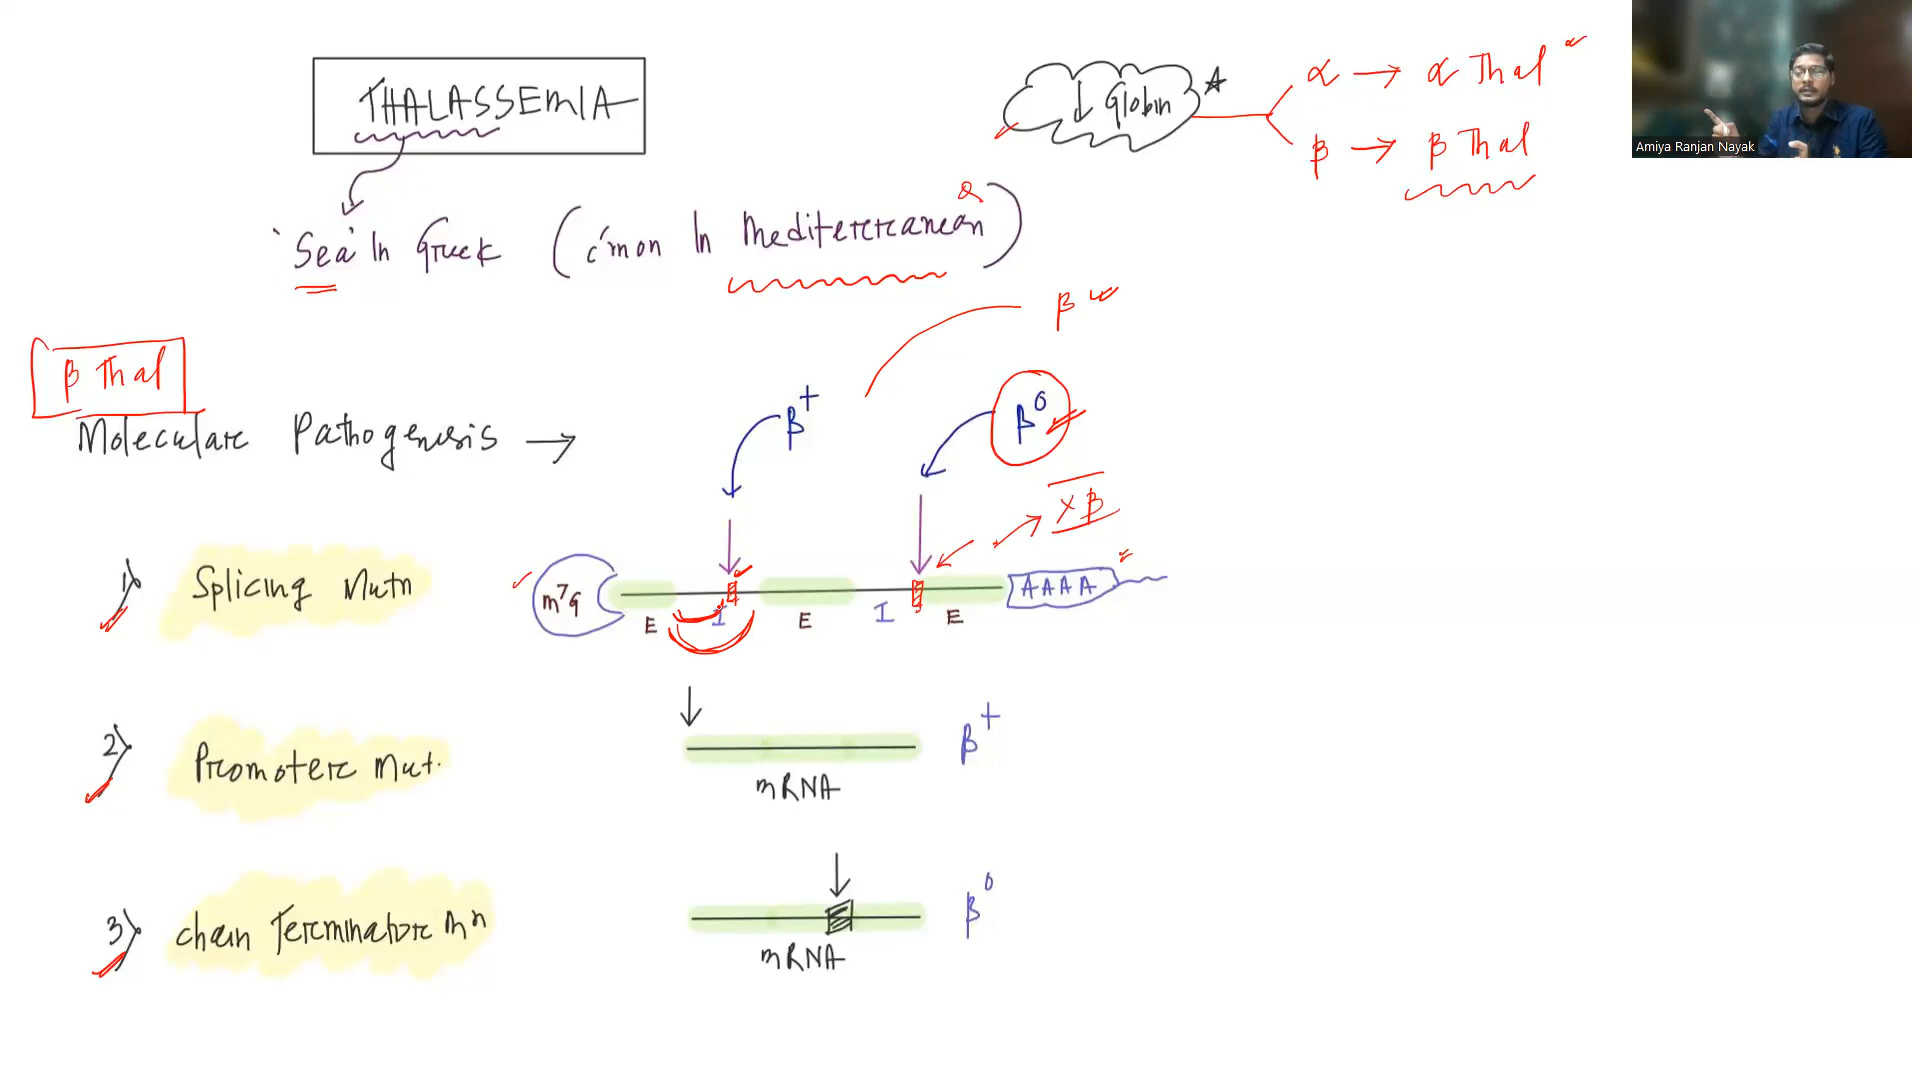 THALASSEMIA
↓ Globin
α → α Thal
β → β Thal
Amiya Ranjan Nayak
'Sea' In Greek (c'mon In Mediterranean)
β
β Thal
Molecular Pathogenesis →
β+
β0
X β
1) Splicing Mutn
m7G
AAAA
E I E I E
2) Promoter Mut.
mRNA
β+
3) Chain Terminator Mn
mRNA
β0